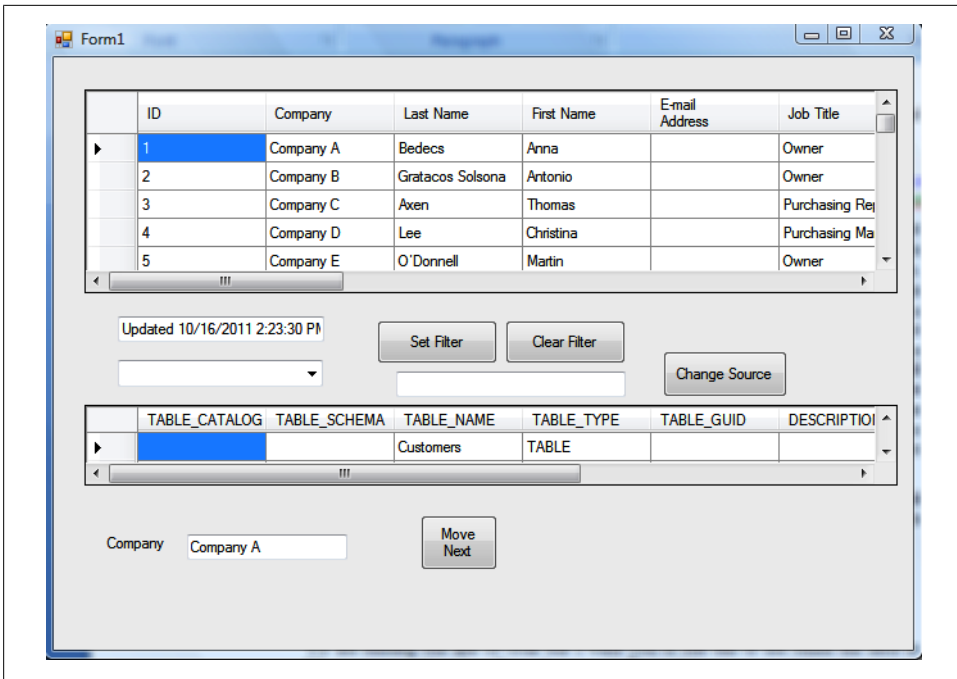 Form1
ID Company Last Name First Name E-mail Address Job Title
1 Company A Bedecs Anna Owner
2 Company B Gratacos Solsona Antonio Owner
3 Company C Axen Thomas Purchasing Rep
4 Company D Lee Christina Purchasing Ma
5 Company E O'Donnell Martin Owner
Updated 10/16/2011 2:23:30 PM
Set Filter Clear Filter
Change Source
TABLE_CATALOG TABLE_SCHEMA TABLE_NAME TABLE_TYPE TABLE_GUID DESCRIPTION
Customers TABLE
Company Company A Move Next